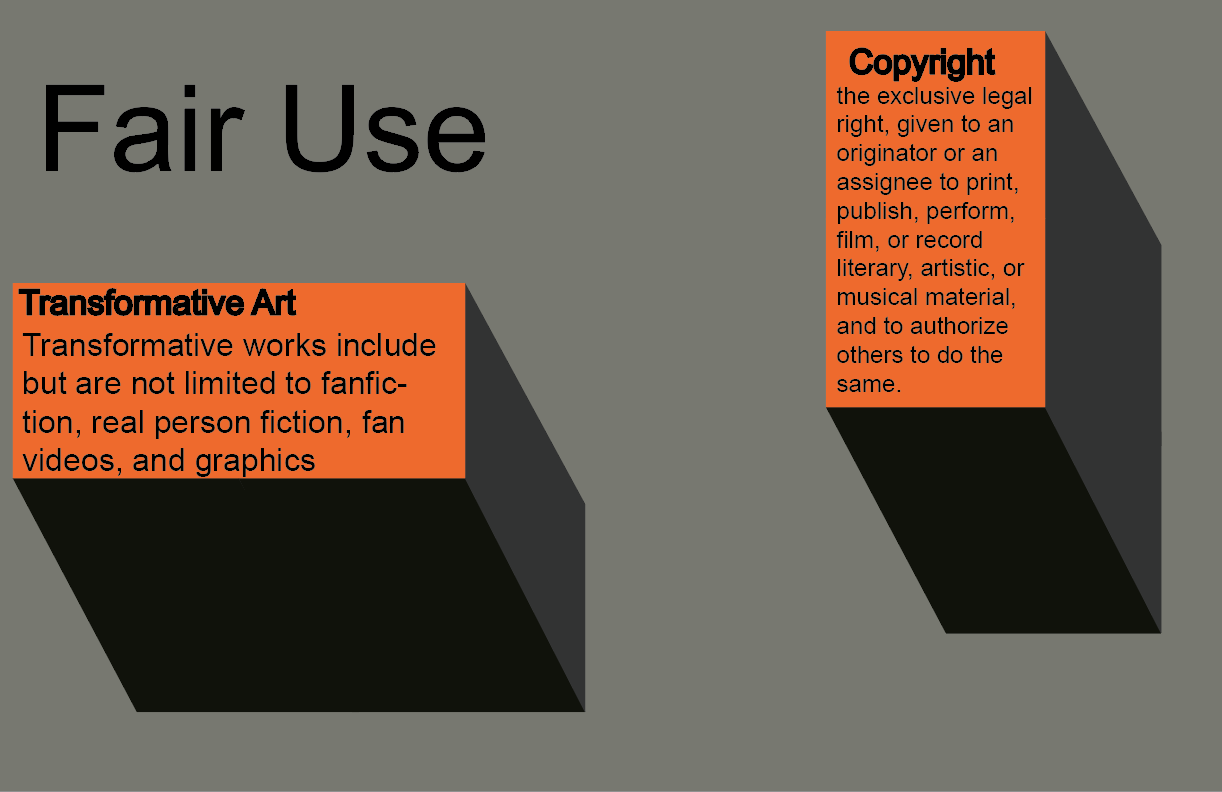 Fair Use
Transformative Art
Transformative works include
but are not limited to fanfic-
tion, real person fiction, fan
videos, and graphics
Copyright
the exclusive legal
right, given to an
originator or an
assignee to print,
publish, perform,
film, or record
literary, artistic, or
musical material,
and to authorize
others to do the
same.